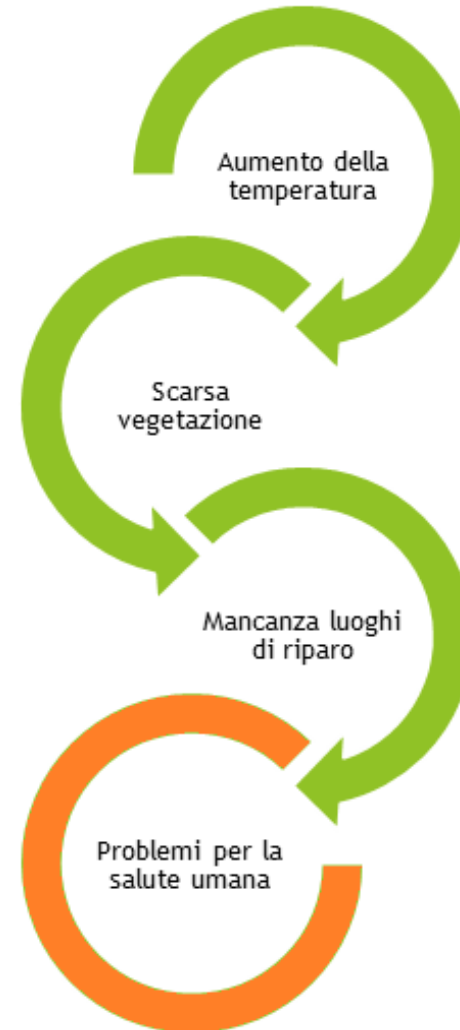 Aumento della
temperatura
Scarsa
vegetazione
Mancanza luoghi
di riparo
Problemi per la
salute umana